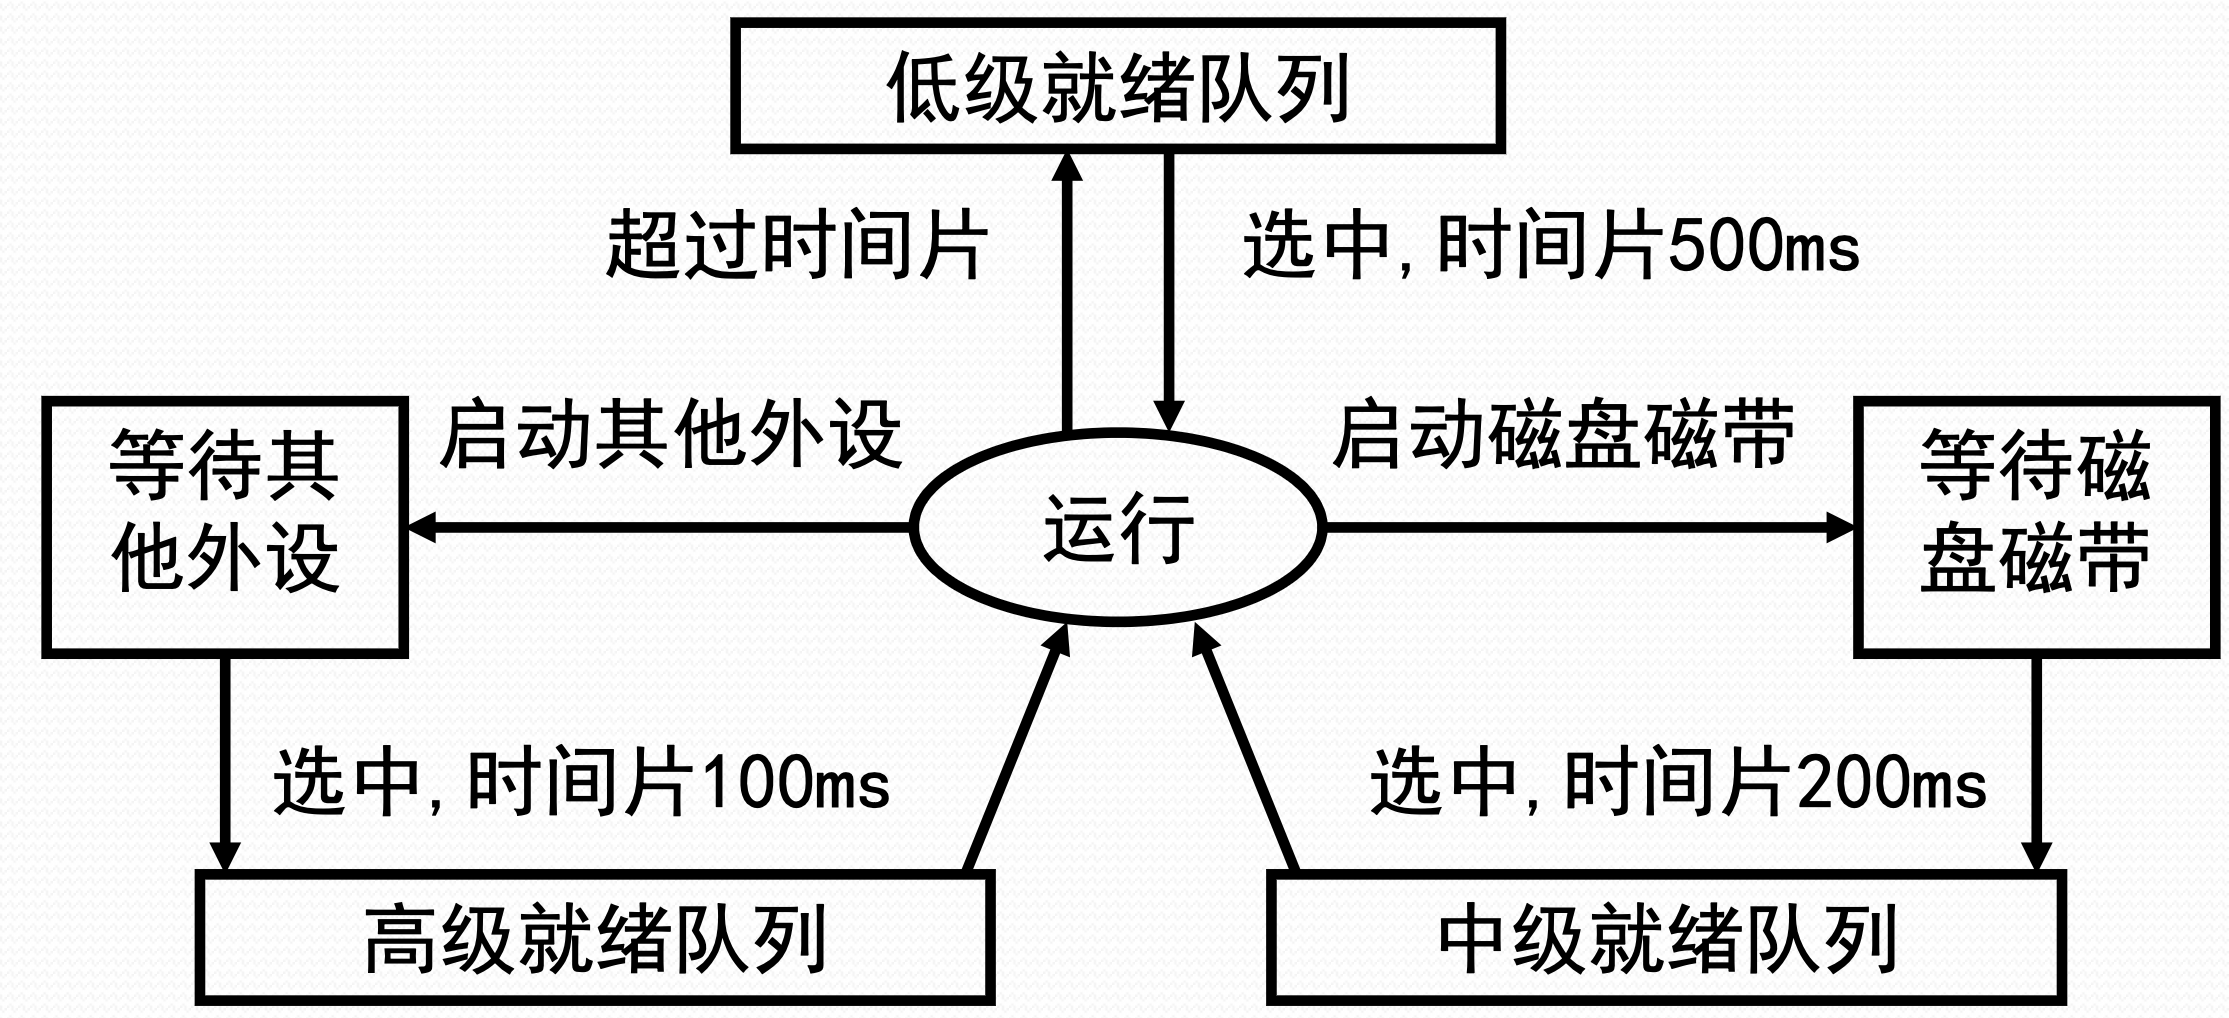 低级就绪队列
超过时间片
选中,时间片500ms
启动其他外设
启动磁盘磁带
等待其
他外设
运行
等待磁
盘磁带
选中,时间片100ms
选中,时间片200ms
高级就绪队列
中级就绪队列